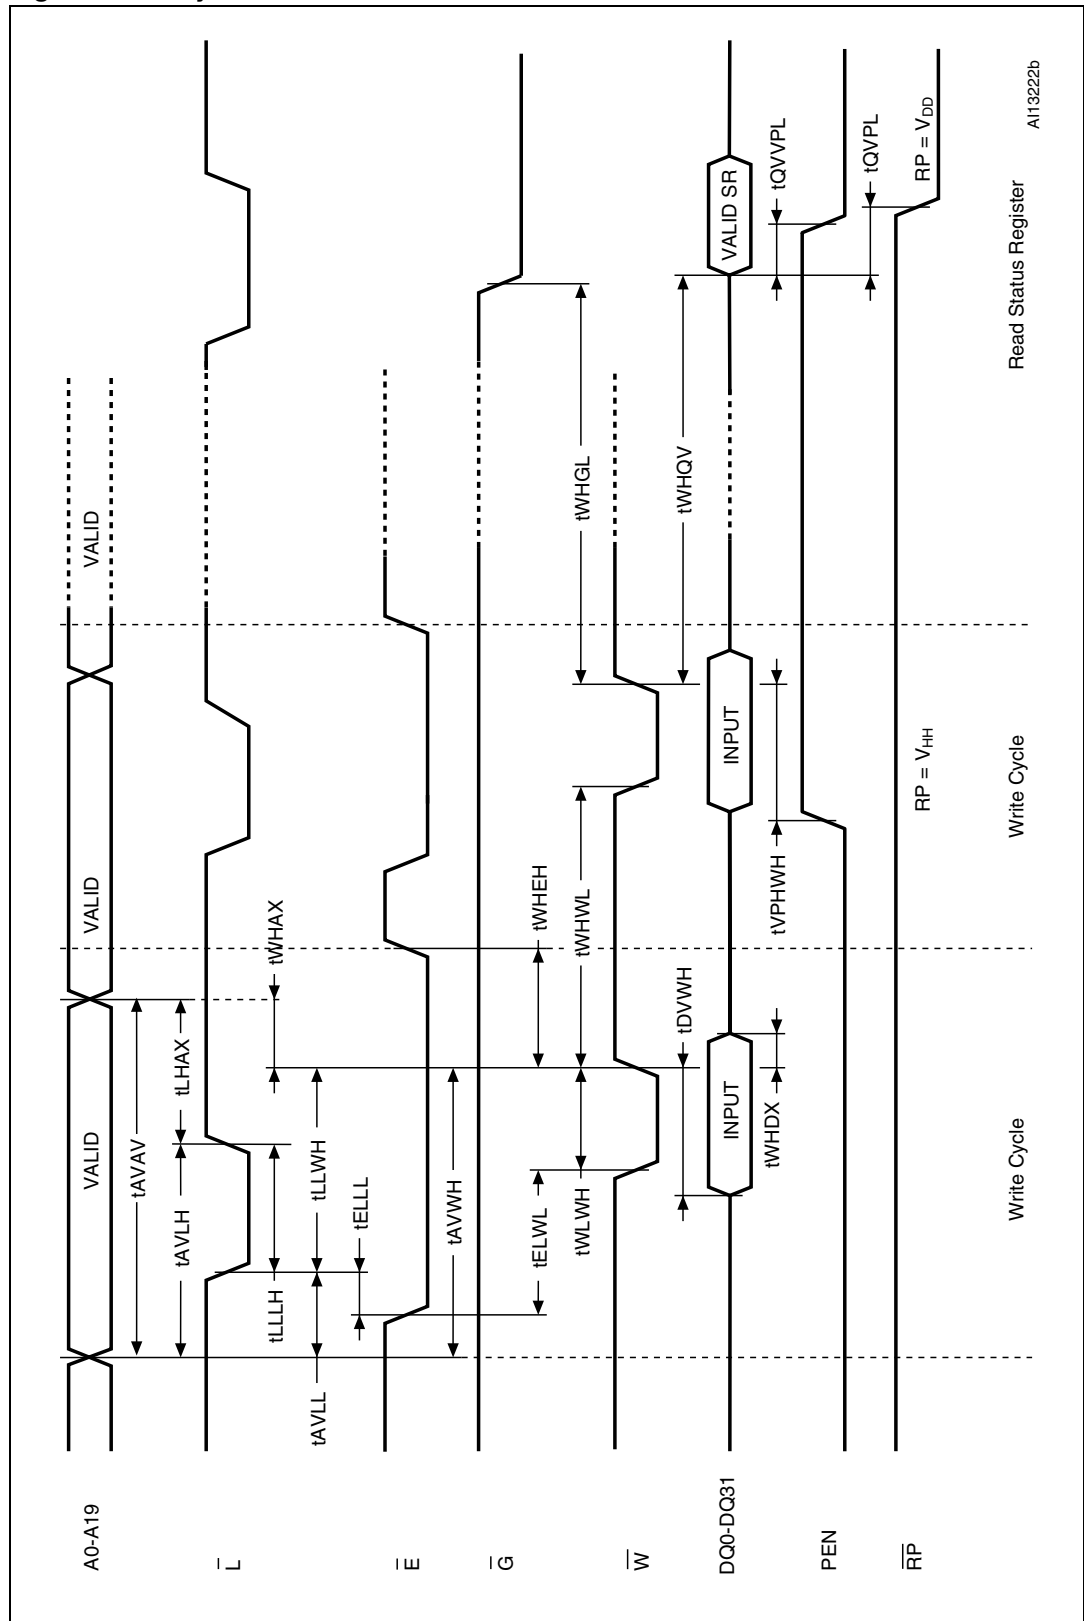 A0-A19
VALID
VALID
VALID
tAVAV
tAVLH
tLHAX
L
tLLLH
tWHAX
tAVLL
tLLWH
tELLL
E
tAVWH
G
tELWL
tWHEH
tWLWH
tWHWL
tWHGL
W
tDVWH
tWHQV
DQ0-DQ31
INPUT
INPUT
VALID SR
tWHDX
tVPHWH
tQVVPL
PEN
tQVPL
RP
RP = VHH
RP = VDD
Write Cycle
Write Cycle
Read Status Register
AI13222b